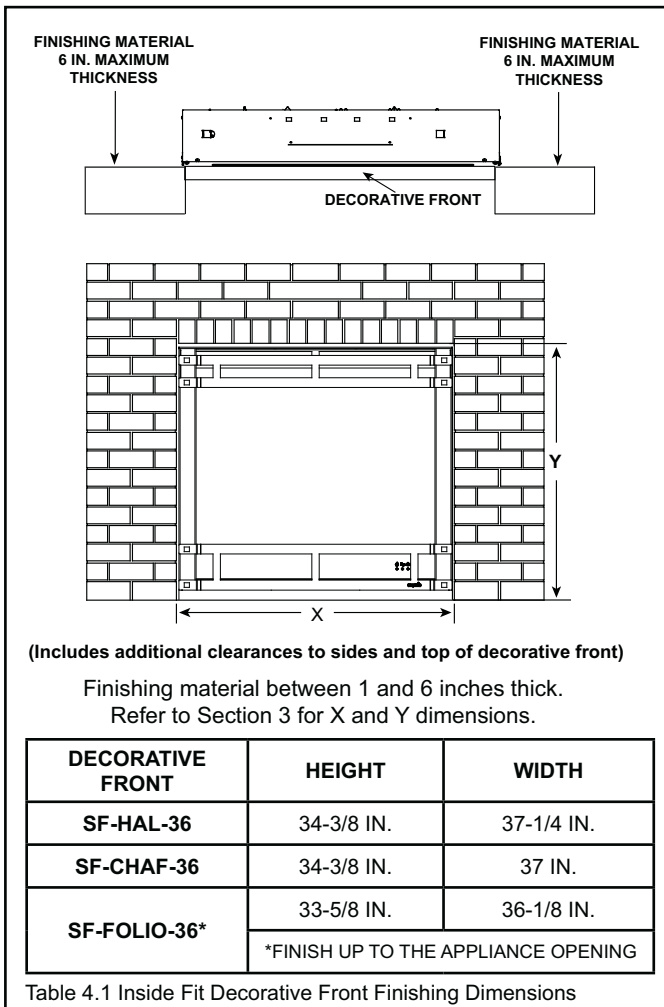 FINISHING MATERIAL
6 IN. MAXIMUM
THICKNESS
FINISHING MATERIAL
6 IN. MAXIMUM
THICKNESS
DECORATIVE FRONT
Y
X
(Includes additional clearances to sides and top of decorative front)
Finishing material between 1 and 6 inches thick.
Refer to Section 3 for X and Y dimensions.
DECORATIVE
FRONT
HEIGHT
WIDTH
SF-HAL-36
34-3/8 IN.
37-1/4 IN.
SF-CHAF-36
34-3/8 IN.
37 IN.
SF-FOLIO-36*
33-5/8 IN.
36-1/8 IN.
*FINISH UP TO THE APPLIANCE OPENING
Table 4.1 Inside Fit Decorative Front Finishing Dimensions